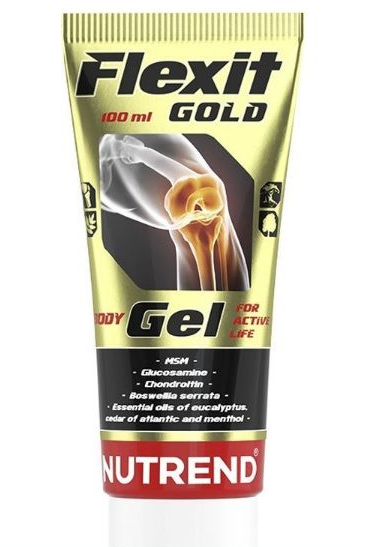 Flexit
100 ml GOLD
BODY Gel FOR
ACTIVE
LIFE
- MSM -
- Glucosamine -
- Chondroitin -
- Boswellia serrata -
- Essential oils of eucalyptus,
cedar of atlantic and menthol -
NUTREND®